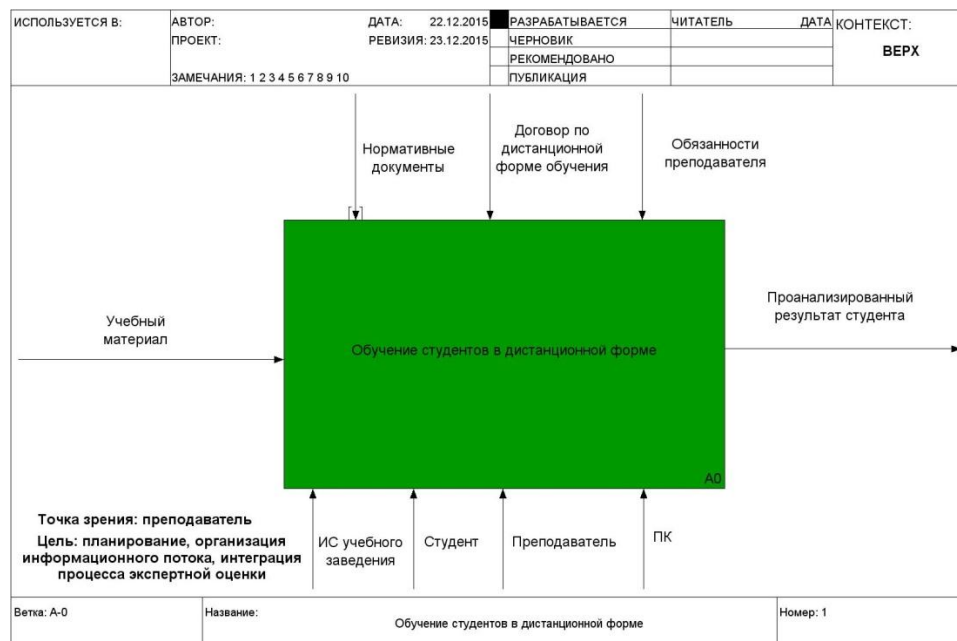 ИСПОЛЬЗУЕТСЯ В:
АВТОР:
ДАТА: 22.12.2015
ПРОЕКТ:
РЕВИЗИЯ: 23.12.2015
ЗАМЕЧАНИЯ: 1 2 3 4 5 6 7 8 9 10
РАЗРАБАТЫВАЕТСЯ
ЧЕРНОВИК
РЕКОМЕНДОВАНО
ПУБЛИКАЦИЯ
ЧИТАТЕЛЬ
ДАТА
КОНТЕКСТ:
ВЕРХ
Нормативные
документы
Договор по
дистанционной
форме обучения
Обязанности
преподавателя
Учебный
материал
Обучение студентов в дистанционной форме
A0
Проанализированный
результат студента
Точка зрения: преподаватель
Цель: планирование, организация
информационного потока, интеграция
процесса экспертной оценки
ИС учебного
заведения
Студент
Преподаватель
ПК
Ветка: A-0
Название:
Обучение студентов в дистанционной форме
Номер: 1